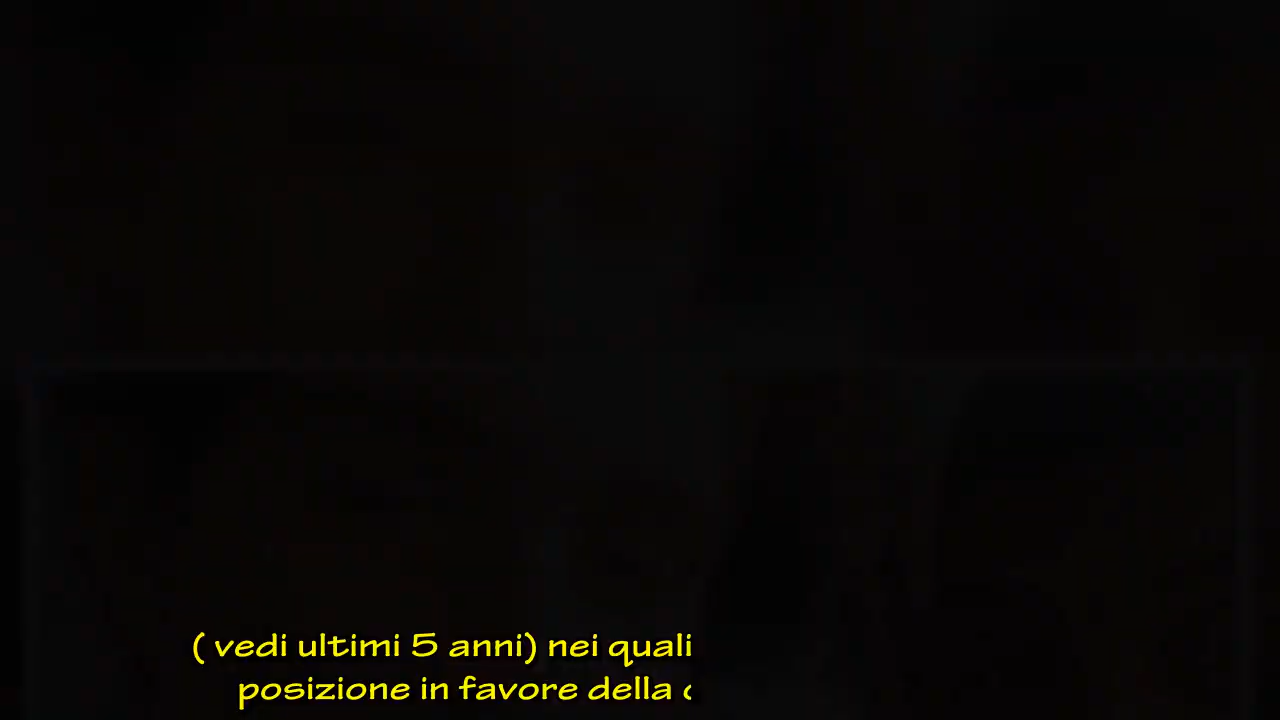 ( vedi ultimi 5 anni) nei quali
posizione in favore della